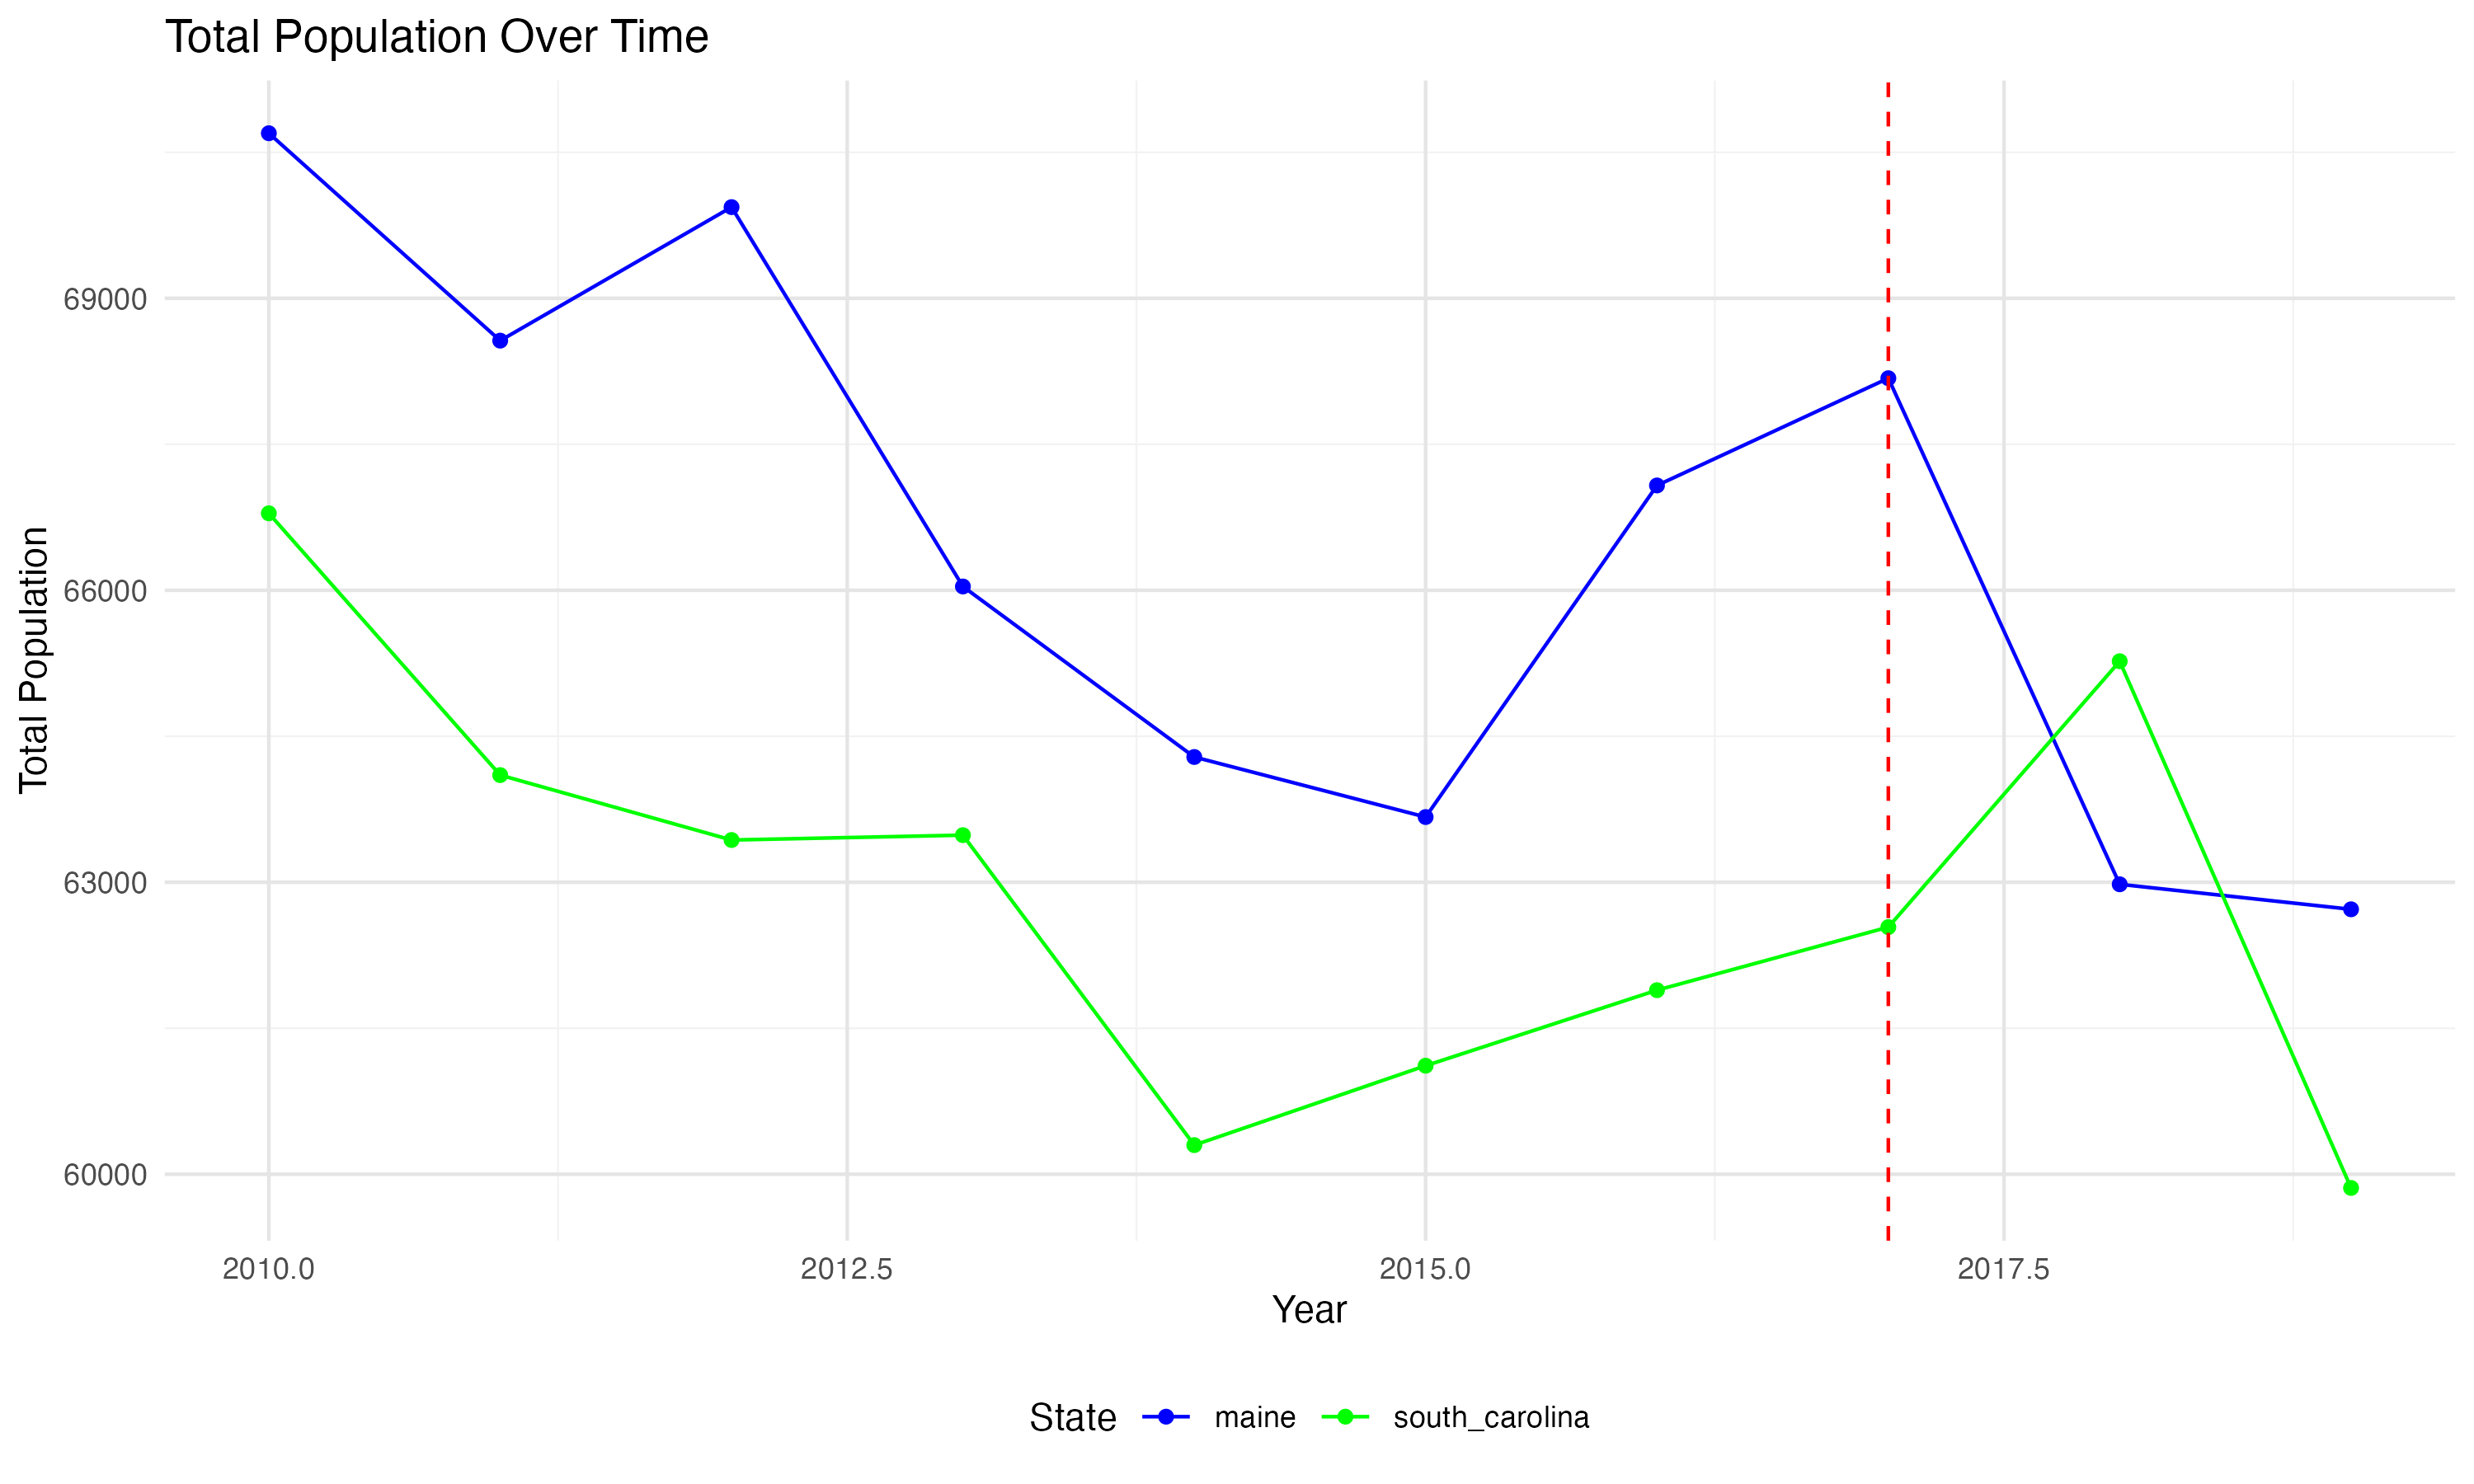 Total Population Over Time
Total Population
69000
66000
63000
60000
2010.0 2012.5 2015.0 2017.5
Year
State maine south_carolina